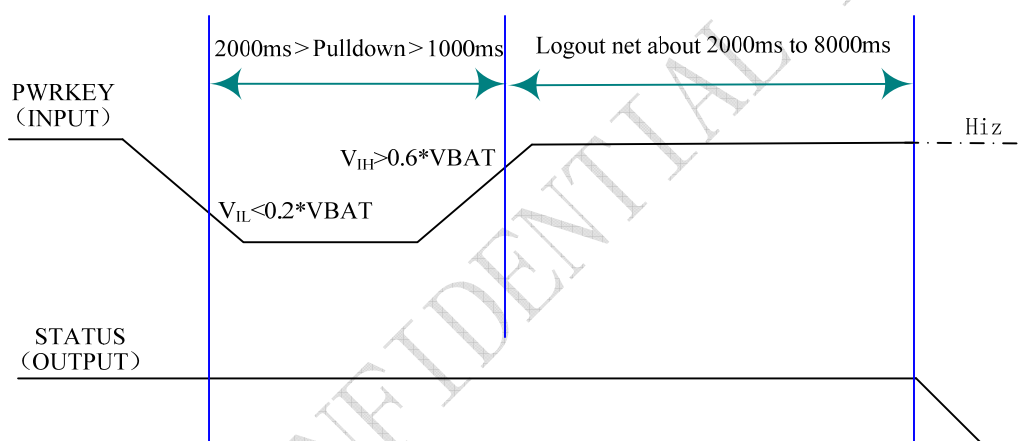 2000ms>Pulldown>1000ms
Logout net about 2000ms to 8000ms
PWRKEY
（INPUT）
Hiz
VIH>0.6*VBAT
VIL<0.2*VBAT
STATUS
（OUTPUT）
NFIDENTIAL